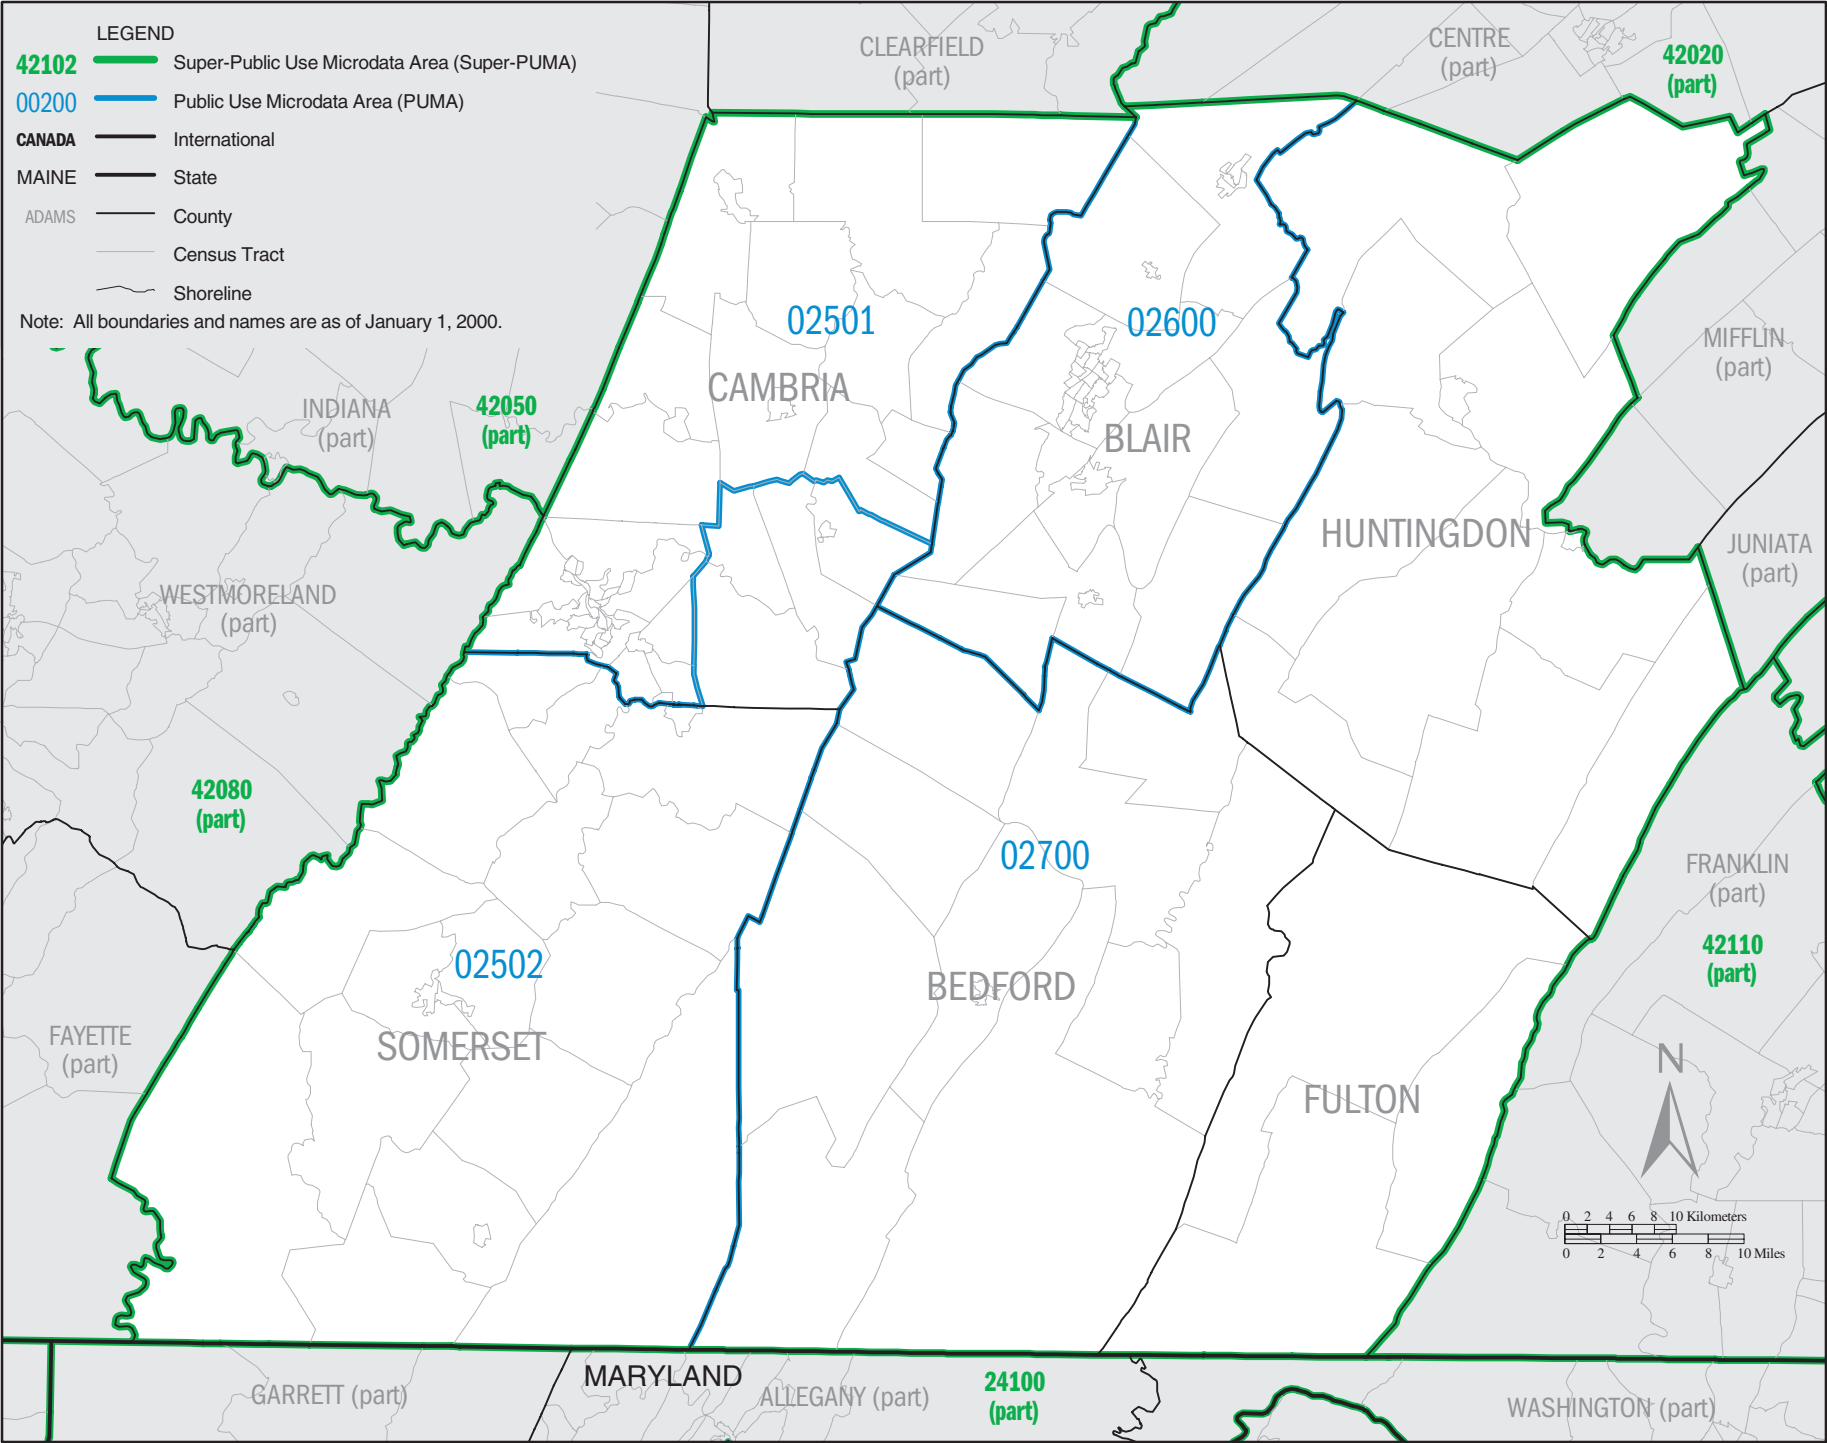 LEGEND
42102 Super-Public Use Microdata Area (Super-PUMA)
00200 Public Use Microdata Area (PUMA)
CANADA International
MAINE State
ADAMS County
Census Tract
Shoreline
Note: All boundaries and names are as of January 1, 2000.
CLEARFIELD
(part)
CENTRE
(part)
42020
(part)
02501
02600
CAMBRIA
BLAIR
MIFFLIN
(part)
INDIANA
(part)
42050
(part)
HUNTINGDON
JUNIATA
(part)
WESTMORELAND
(part)
42080
(part)
02700
FRANKLIN
(part)
42110
(part)
02502
BEDFORD
SOMERSET
FAYETTE
(part)
FULTON
N
0 2 4 6 8 10 Kilometers
0 2 4 6 8 10 Miles
MARYLAND
GARRETT (part)
ALLEGANY (part)
24100
(part)
WASHINGTON (part)